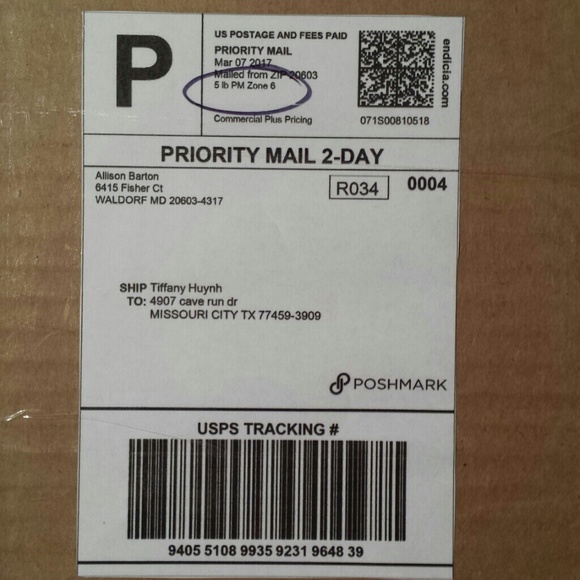 P
US POSTAGE AND FEES PAID
PRIORITY MAIL
Mar 07 2017
Mailed from ZIP 20603
5 lb PM Zone 6
Commercial Plus Pricing
endicia.com
071S00810518
PRIORITY MAIL 2-DAY
Allison Barton
6415 Fisher Ct
WALDORF MD 20603-4317
R034
0004
SHIP TO: Tiffany Huynh
4907 cave run dr
MISSOURI CITY TX 77459-3909
POSHMARK
USPS TRACKING #
9405 5108 9935 9231 9648 39